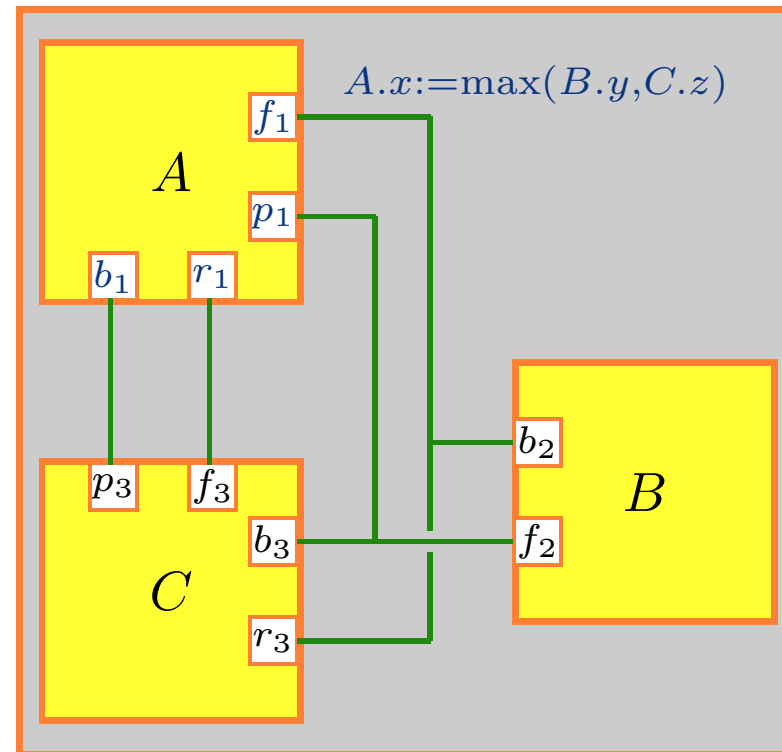 A.x:=max(B.y,C.z)
f₁
A
p₁
b₁ r₁
b₂
p₃ f₃
B
b₃ f₂
C
r₃